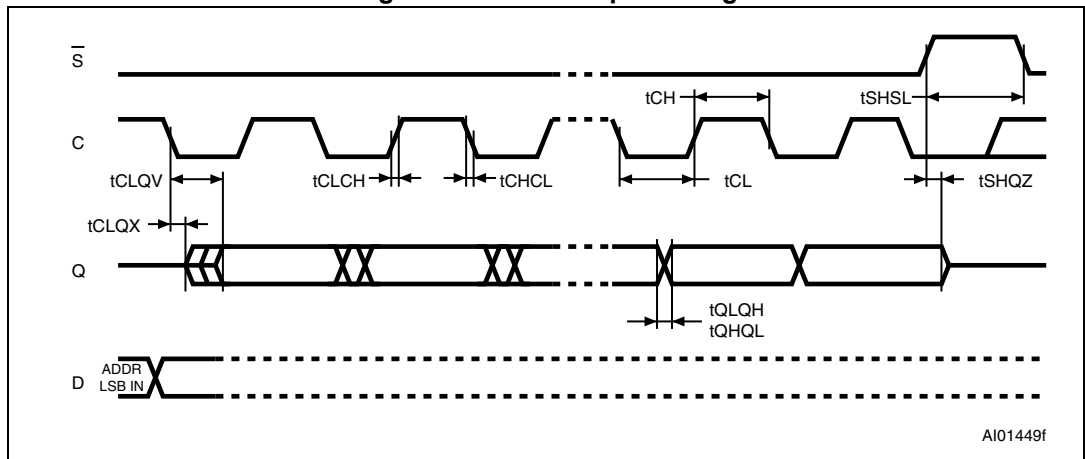 S
tCH
tSHSL
C
tCLQV
tCLCH
tCHCL
tCL
tSHQZ
tCLQX
Q
tQLQH
tQHQL
D
ADDR
LSB IN
AI01449f